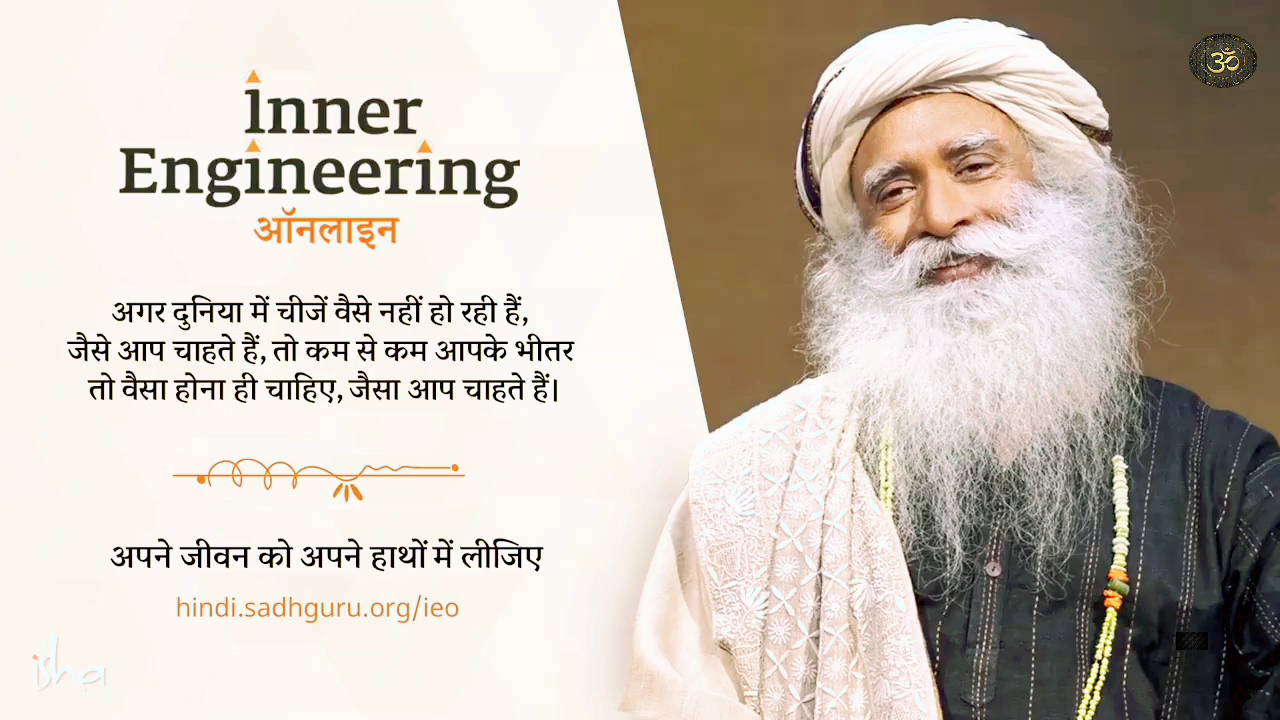 inner
Engineering
ऑनलाइन
अगर दुनिया में चीजें वैसे नहीं हो रही हैं,
जैसे आप चाहते हैं, तो कम से कम आपके भीतर
तो वैसा होना ही चाहिए, जैसा आप चाहते हैं।
अपने जीवन को अपने हाथों में लीजिए
hindi.sadhguru.org/ieo
isha
ॐ